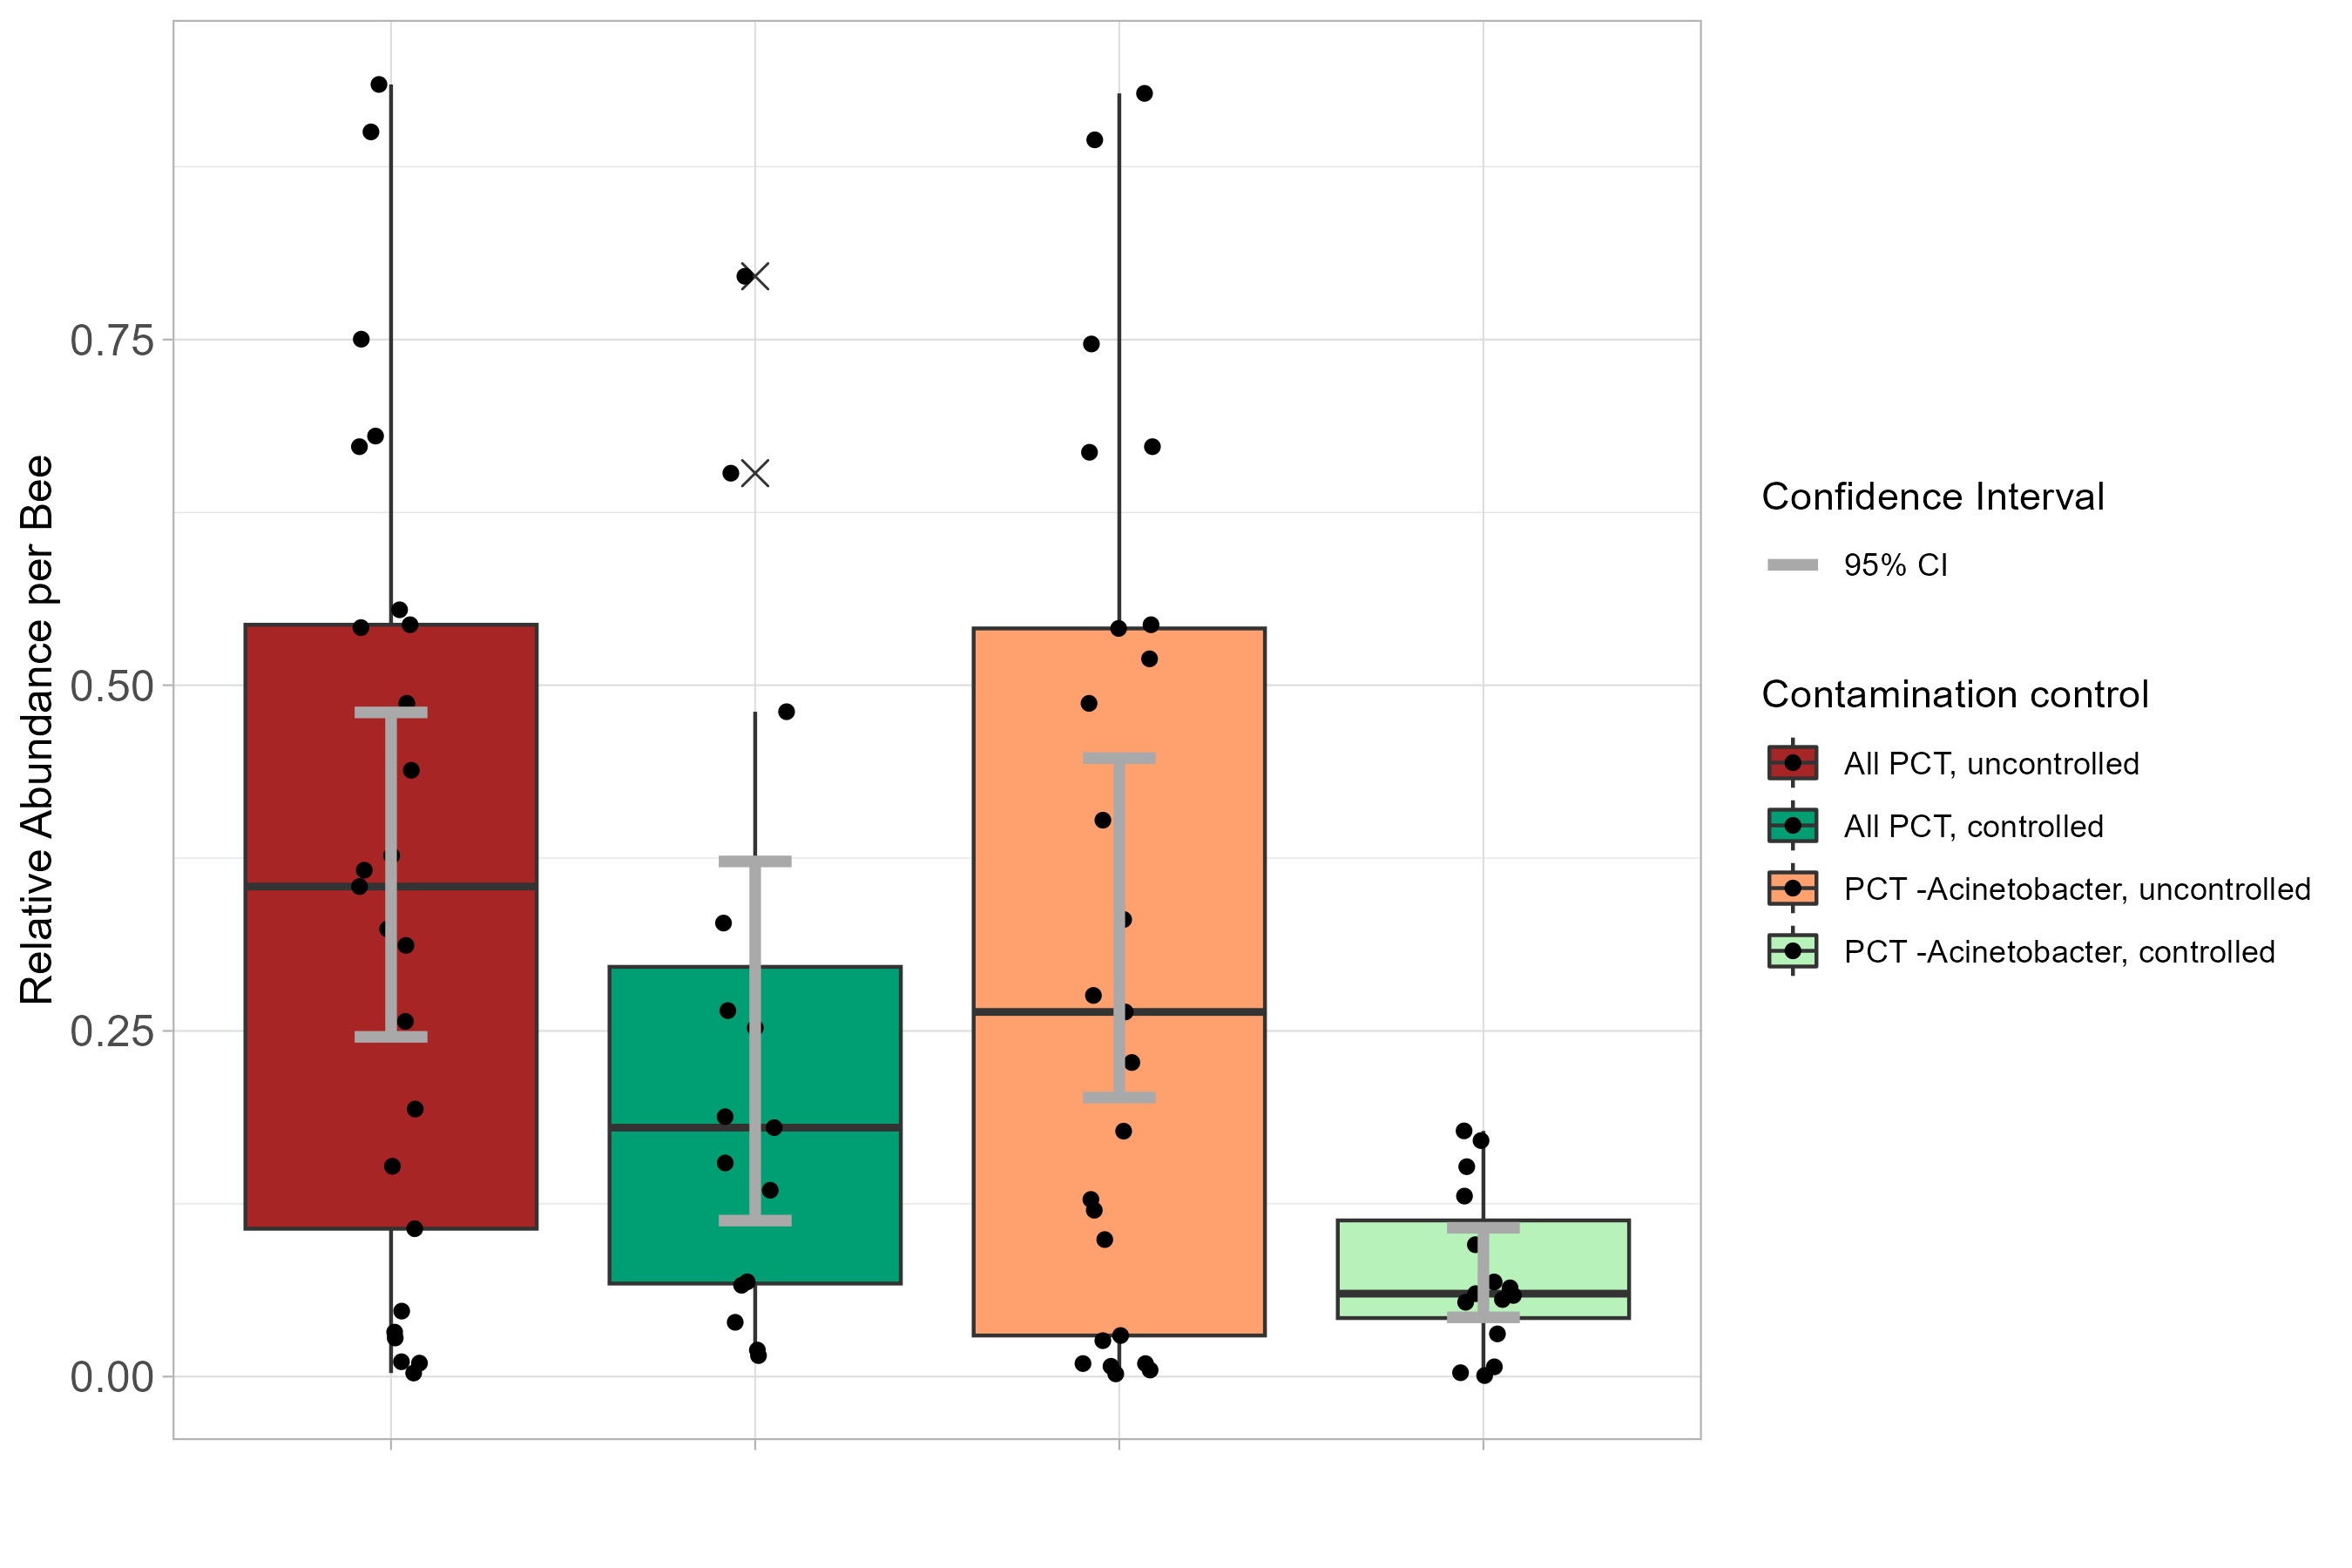 Relative Abundance per Bee
0.75
0.50
0.25
0.00
Confidence Interval
95% CI
Contamination control
All PCT, uncontrolled
All PCT, controlled
PCT -Acinetobacter, uncontrolled
PCT -Acinetobacter, controlled